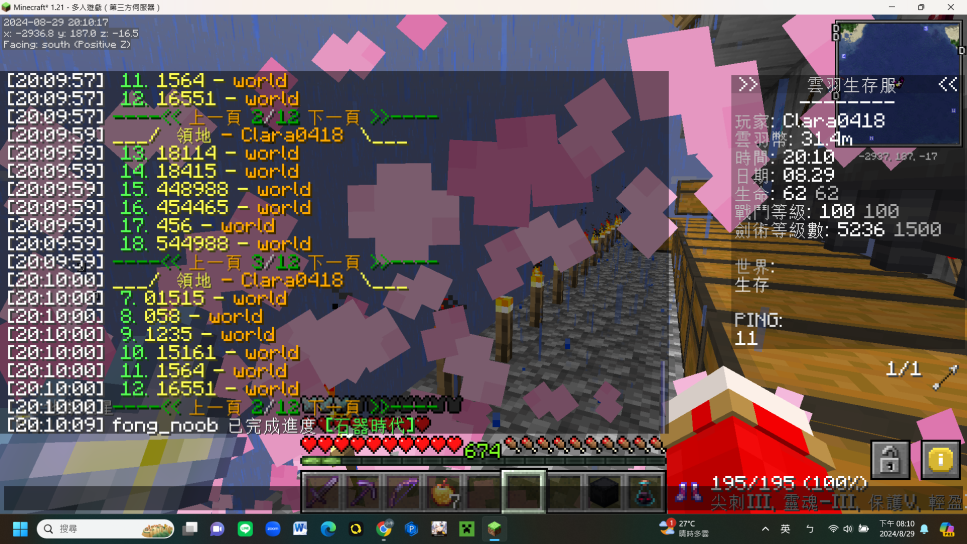 Minecraft* 1.21 - 多人遊戲（第三方伺服器）
2024-08-29 20:10:17
x: -2936.8 y: 187.0 z: -16.5
Facing: south (Positive Z)
[20:09:57] 11. 1564 - world
[20:09:57] 12. 16551 - world
[20:09:57] -----<< 上一頁 2/12 下一頁 >>----
[20:09:59] ___/ 領地 - Clara0418 \___
[20:09:59] 13. 18114 - world
[20:09:59] 14. 18415 - world
[20:09:59] 15. 448988 - world
[20:09:59] 16. 454465 - world
[20:09:59] 17. 456 - world
[20:09:59] 18. 544988 - world
[20:09:59] -----<< 上一頁 3/12 下一頁 >>----
[20:10:00] ___/ 領地 - Clara0418 \___
[20:10:00] 7. 01515 - world
[20:10:00] 8. 058 - world
[20:10:00] 9. 1235 - world
[20:10:00] 10. 15161 - world
[20:10:00] 11. 1564 - world
[20:10:00] 12. 16551 - world
[20:10:00] -----<< 上一頁 2/12 下一頁 >>----
[20:10:09] fong_noob 已完成進度 [石器時代]
674
7
>> 雲羽生存服 <<
玩家: Clara0418
雲羽幣: 31.4m
時間: 20:10
-2937, 187, -17
日期: 08.29
生命: 62 62
戰鬥等級: 100 100
劍術等級數: 5236 1500
世界:
生存
PING:
11
1/1
195/195 (100%)
尖刺III, 靈魂-III, 保護V, 輕盈
搜尋
27°C
晴時多雲
英
ㄅ
下午 08:10
2024/8/29